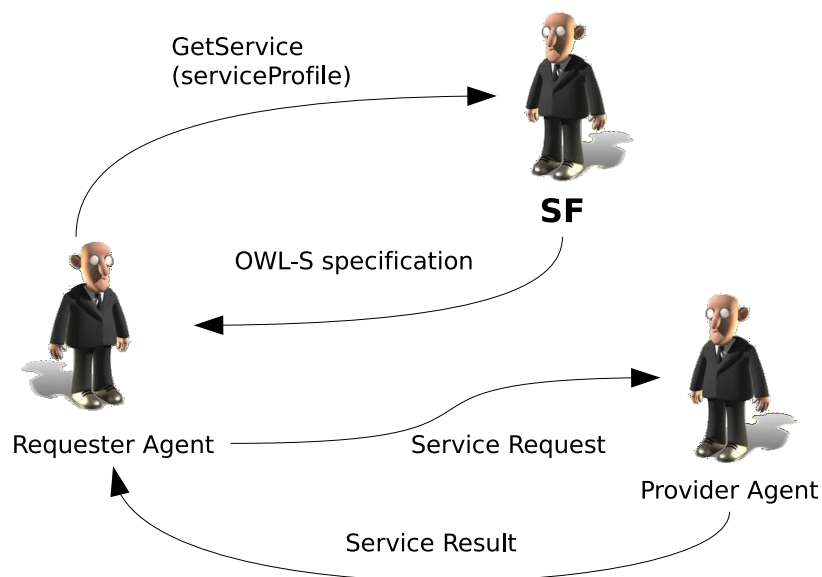 GetService
(serviceProfile)
SF
OWL-S specification
Requester Agent
Service Request
Provider Agent
Service Result